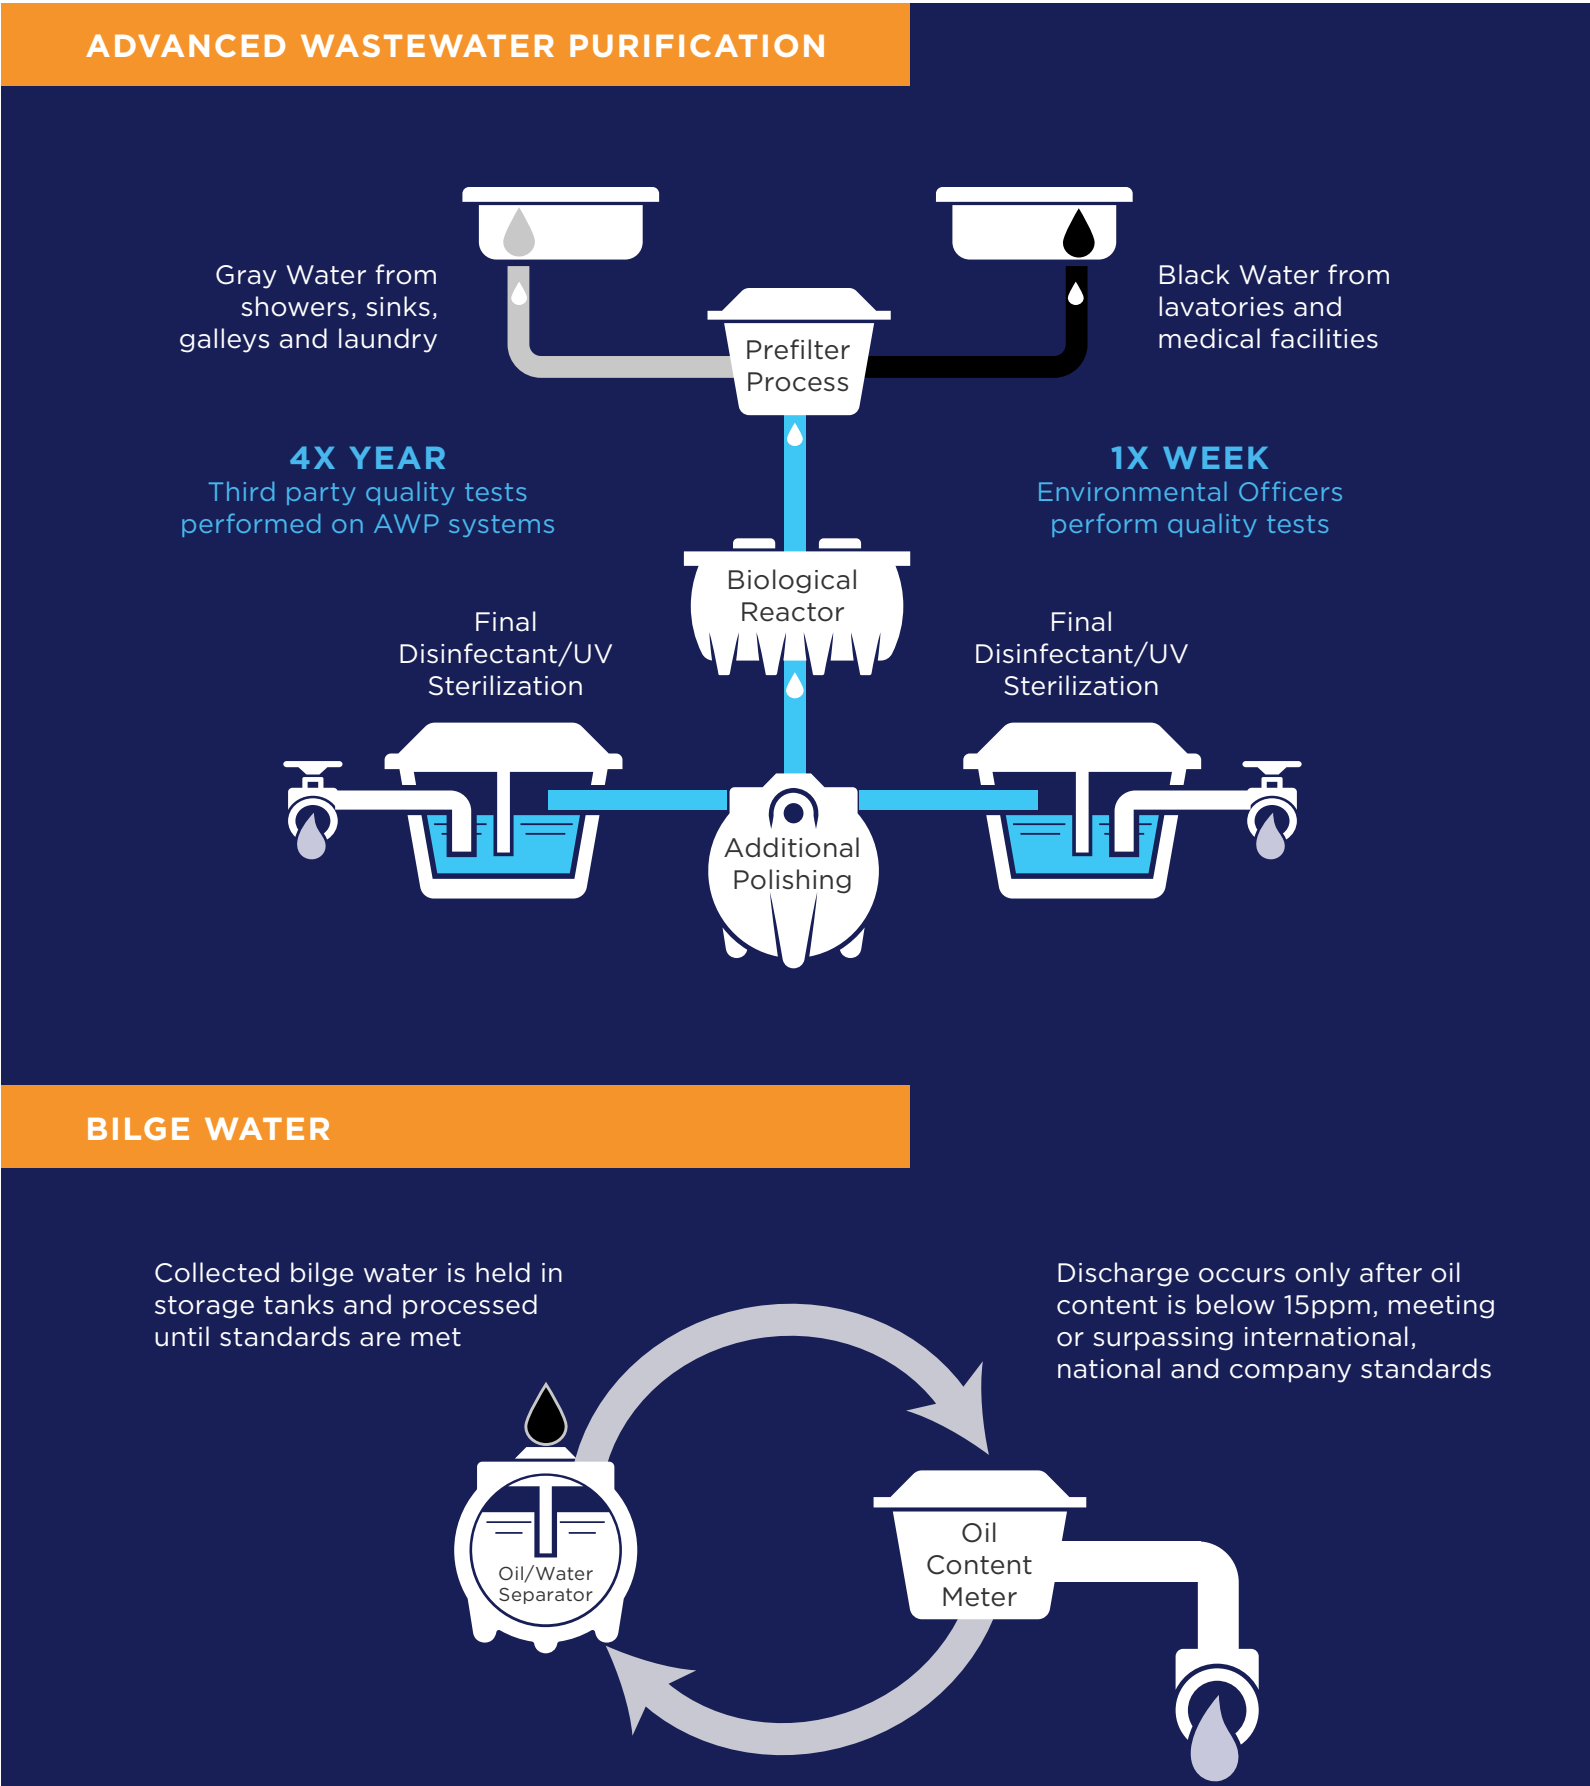 ADVANCED WASTEWATER PURIFICATION
Gray Water from
showers, sinks,
galleys and laundry
Prefilter
Process
Black Water from
lavatories and
medical facilities
4X YEAR
Third party quality tests
performed on AWP systems
1X WEEK
Environmental Officers
perform quality tests
Biological
Reactor
Final
Disinfectant/UV
Sterilization
Final
Disinfectant/UV
Sterilization
Additional
Polishing
BILGE WATER
Collected bilge water is held in
storage tanks and processed
until standards are met
Discharge occurs only after oil
content is below 15ppm, meeting
or surpassing international,
national and company standards
Oil/Water
Separator
Oil
Content
Meter